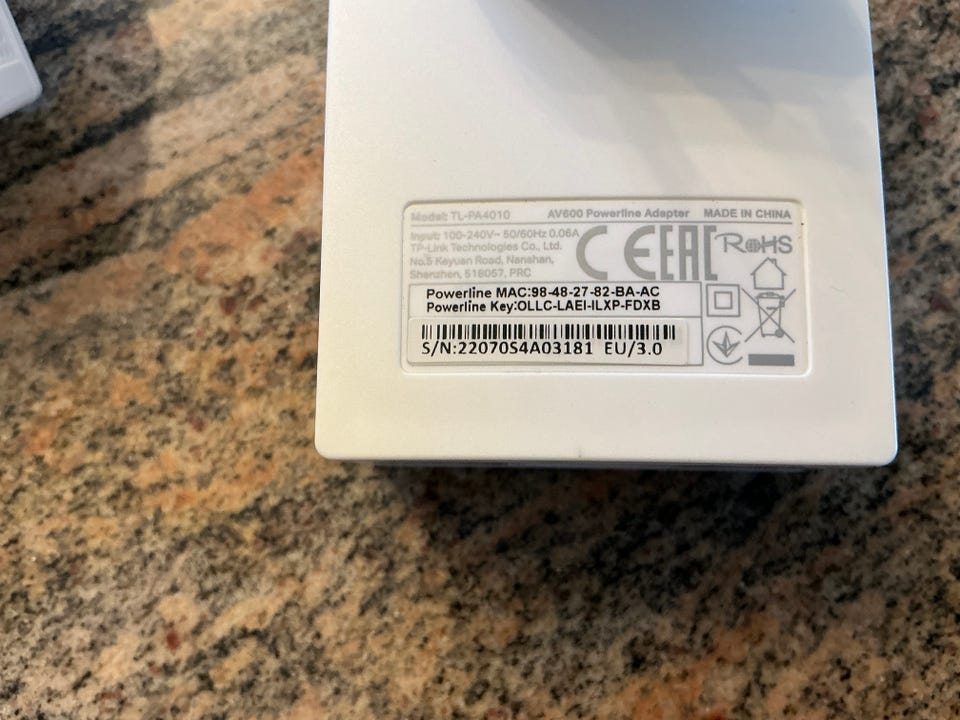 Model: TL-PA4010 AV600 Powerline Adapter MADE IN CHINA
Input: 100-240V~ 50/60Hz 0.06A
TP-Link Technologies Co., Ltd.
No.5 Keyuan Road, Nanshan,
Shenzhen, 518057, PRC
CE EAC RoHS
Powerline MAC:98-48-27-82-BA-AC
Powerline Key:OLLC-LAEI-ILXP-FDXB
S/N:22070S4A03181 EU/3.0